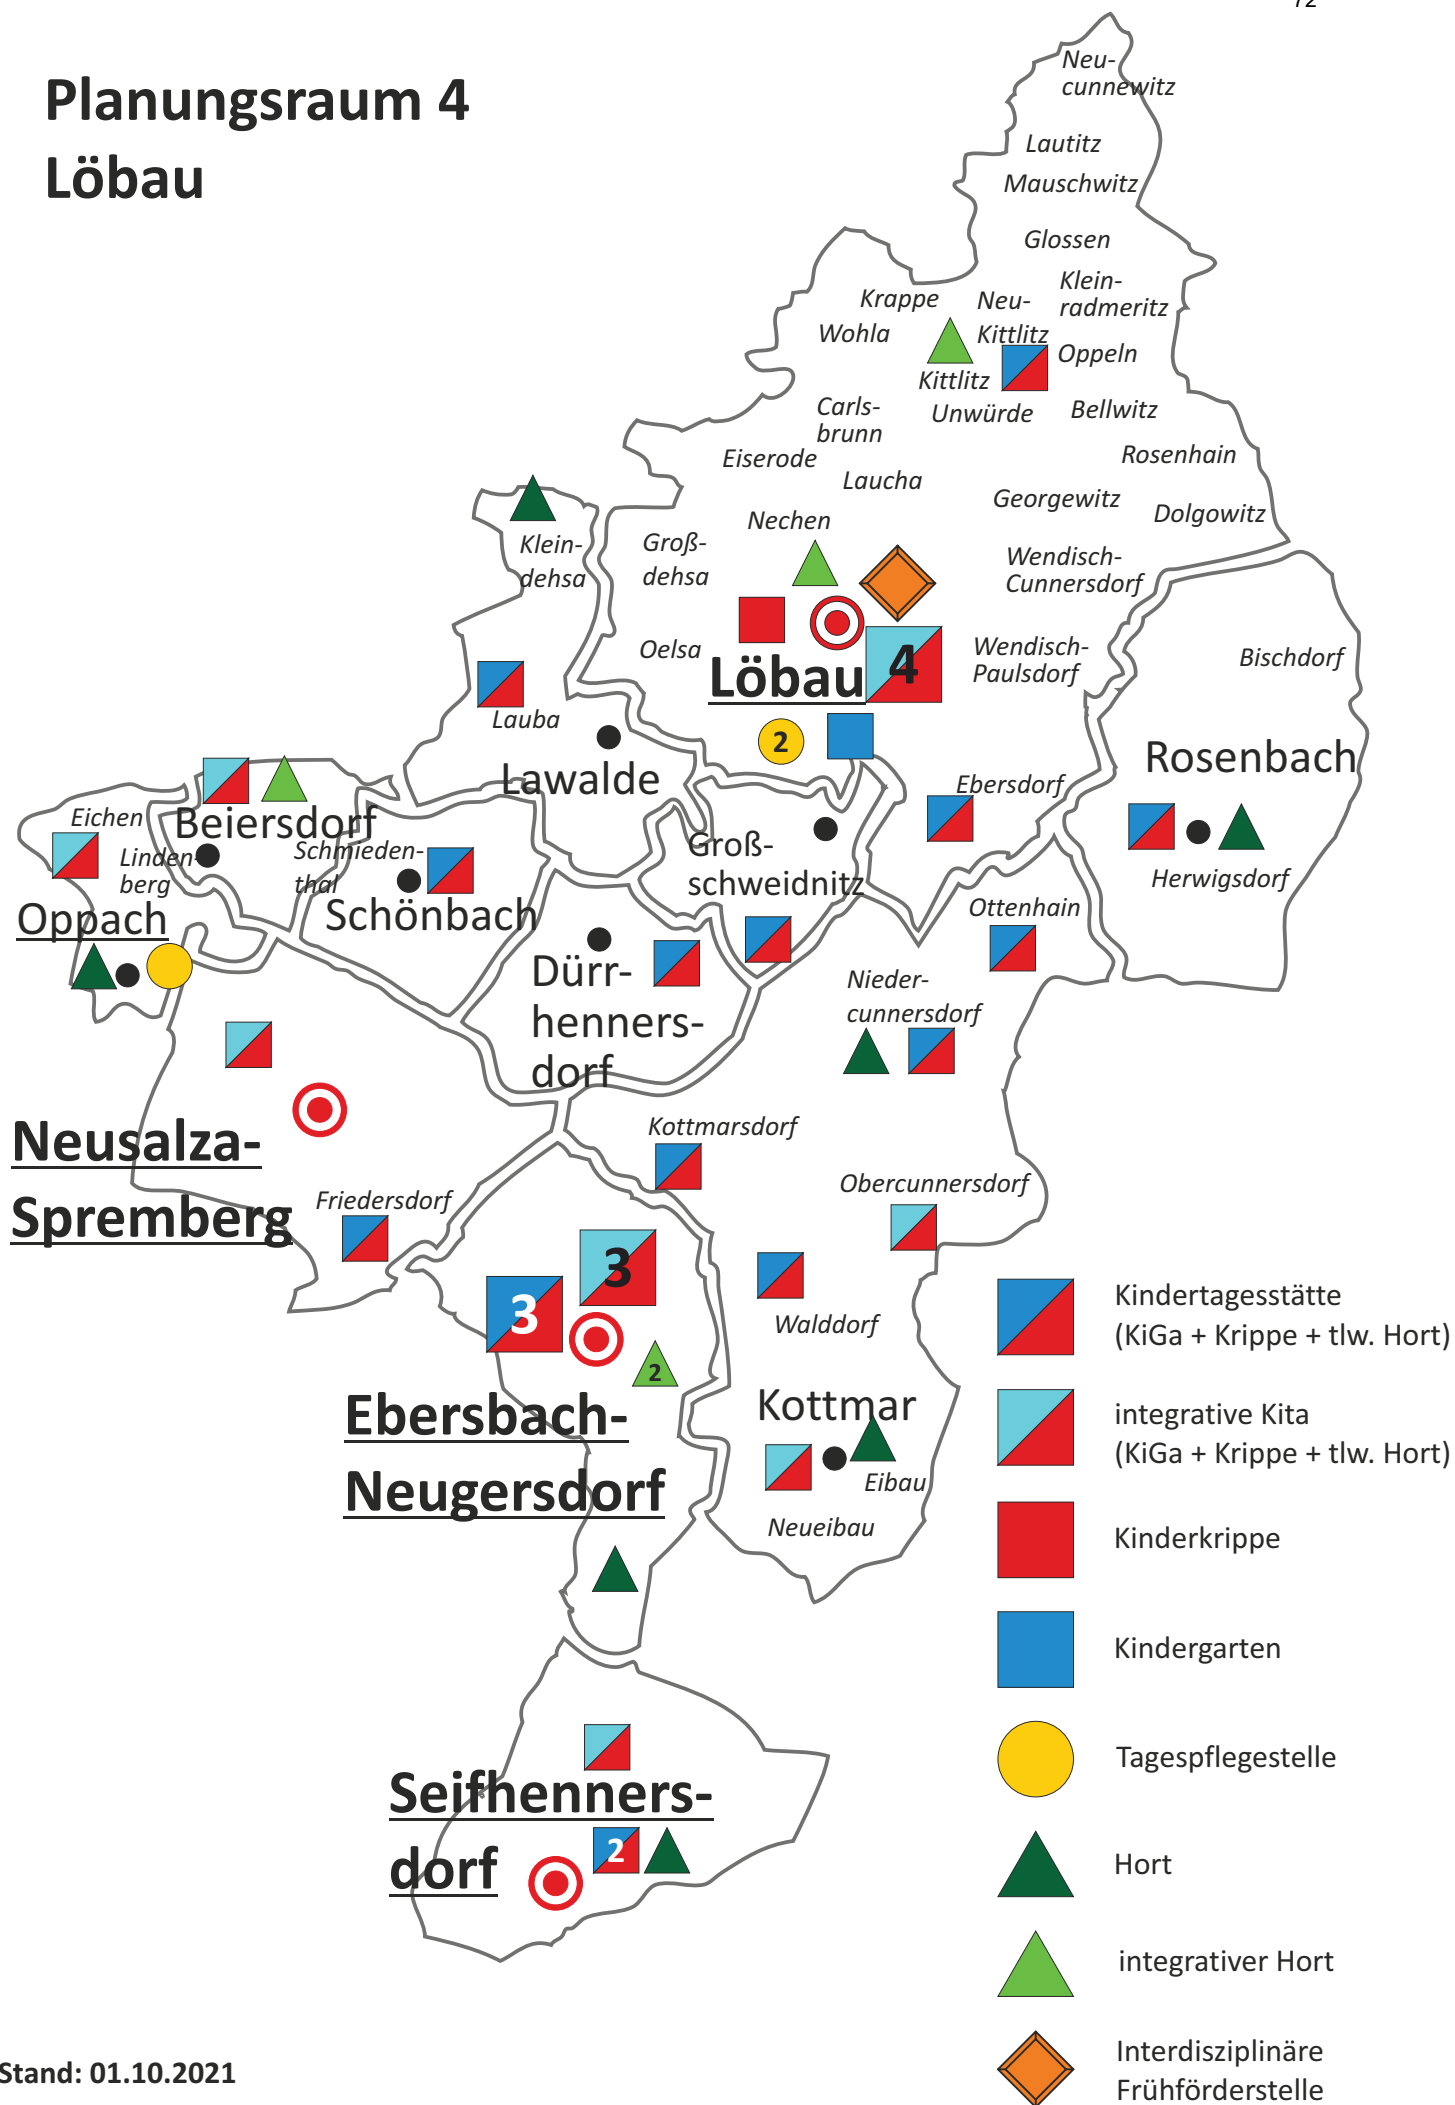 72
Planungsraum 4
Löbau
Neu-
cunnewitz
Lautitz
Mauschwitz
Glossen
Klein-
radmeritz
Krappe
Neu-
Kittlitz
Wohla
Oppeln
Kittlitz
Unwürde
Bellwitz
Carls-
brunn
Eiserode
Rosenhain
Laucha
Georgewitz
Dolgowitz
Nechen
Klein-
dehsa
Groß-
dehsa
Wendisch-
Cunnersdorf
Oelsa
Löbau
4
Wendisch-
Paulsdorf
Bischdorf
Lauba
2
Lawalde
Rosenbach
Ebersdorf
Eichen
Beiersdorf
Linden-
berg
Schmieden-
thal
Groß-
schweidnitz
Herwigsdorf
Oppach
Schönbach
Ottenhain
Dürr-
henners-
dorf
Nieder-
cunnersdorf
Neusalza-
Spremberg
Kottmarsdorf
Friedersdorf
Obercunnersdorf
3
3
Walddorf
2
Ebersbach-
Neugersdorf
Kottmar
Eibau
Neueibau
Seifhenners-
dorf
2
Kindertagesstätte
(KiGa + Krippe + tlw. Hort)
integrative Kita
(KiGa + Krippe + tlw. Hort)
Kinderkrippe
Kindergarten
Tagespflegestelle
Hort
integrativer Hort
Interdisziplinäre
Frühförderstelle
Stand: 01.10.2021